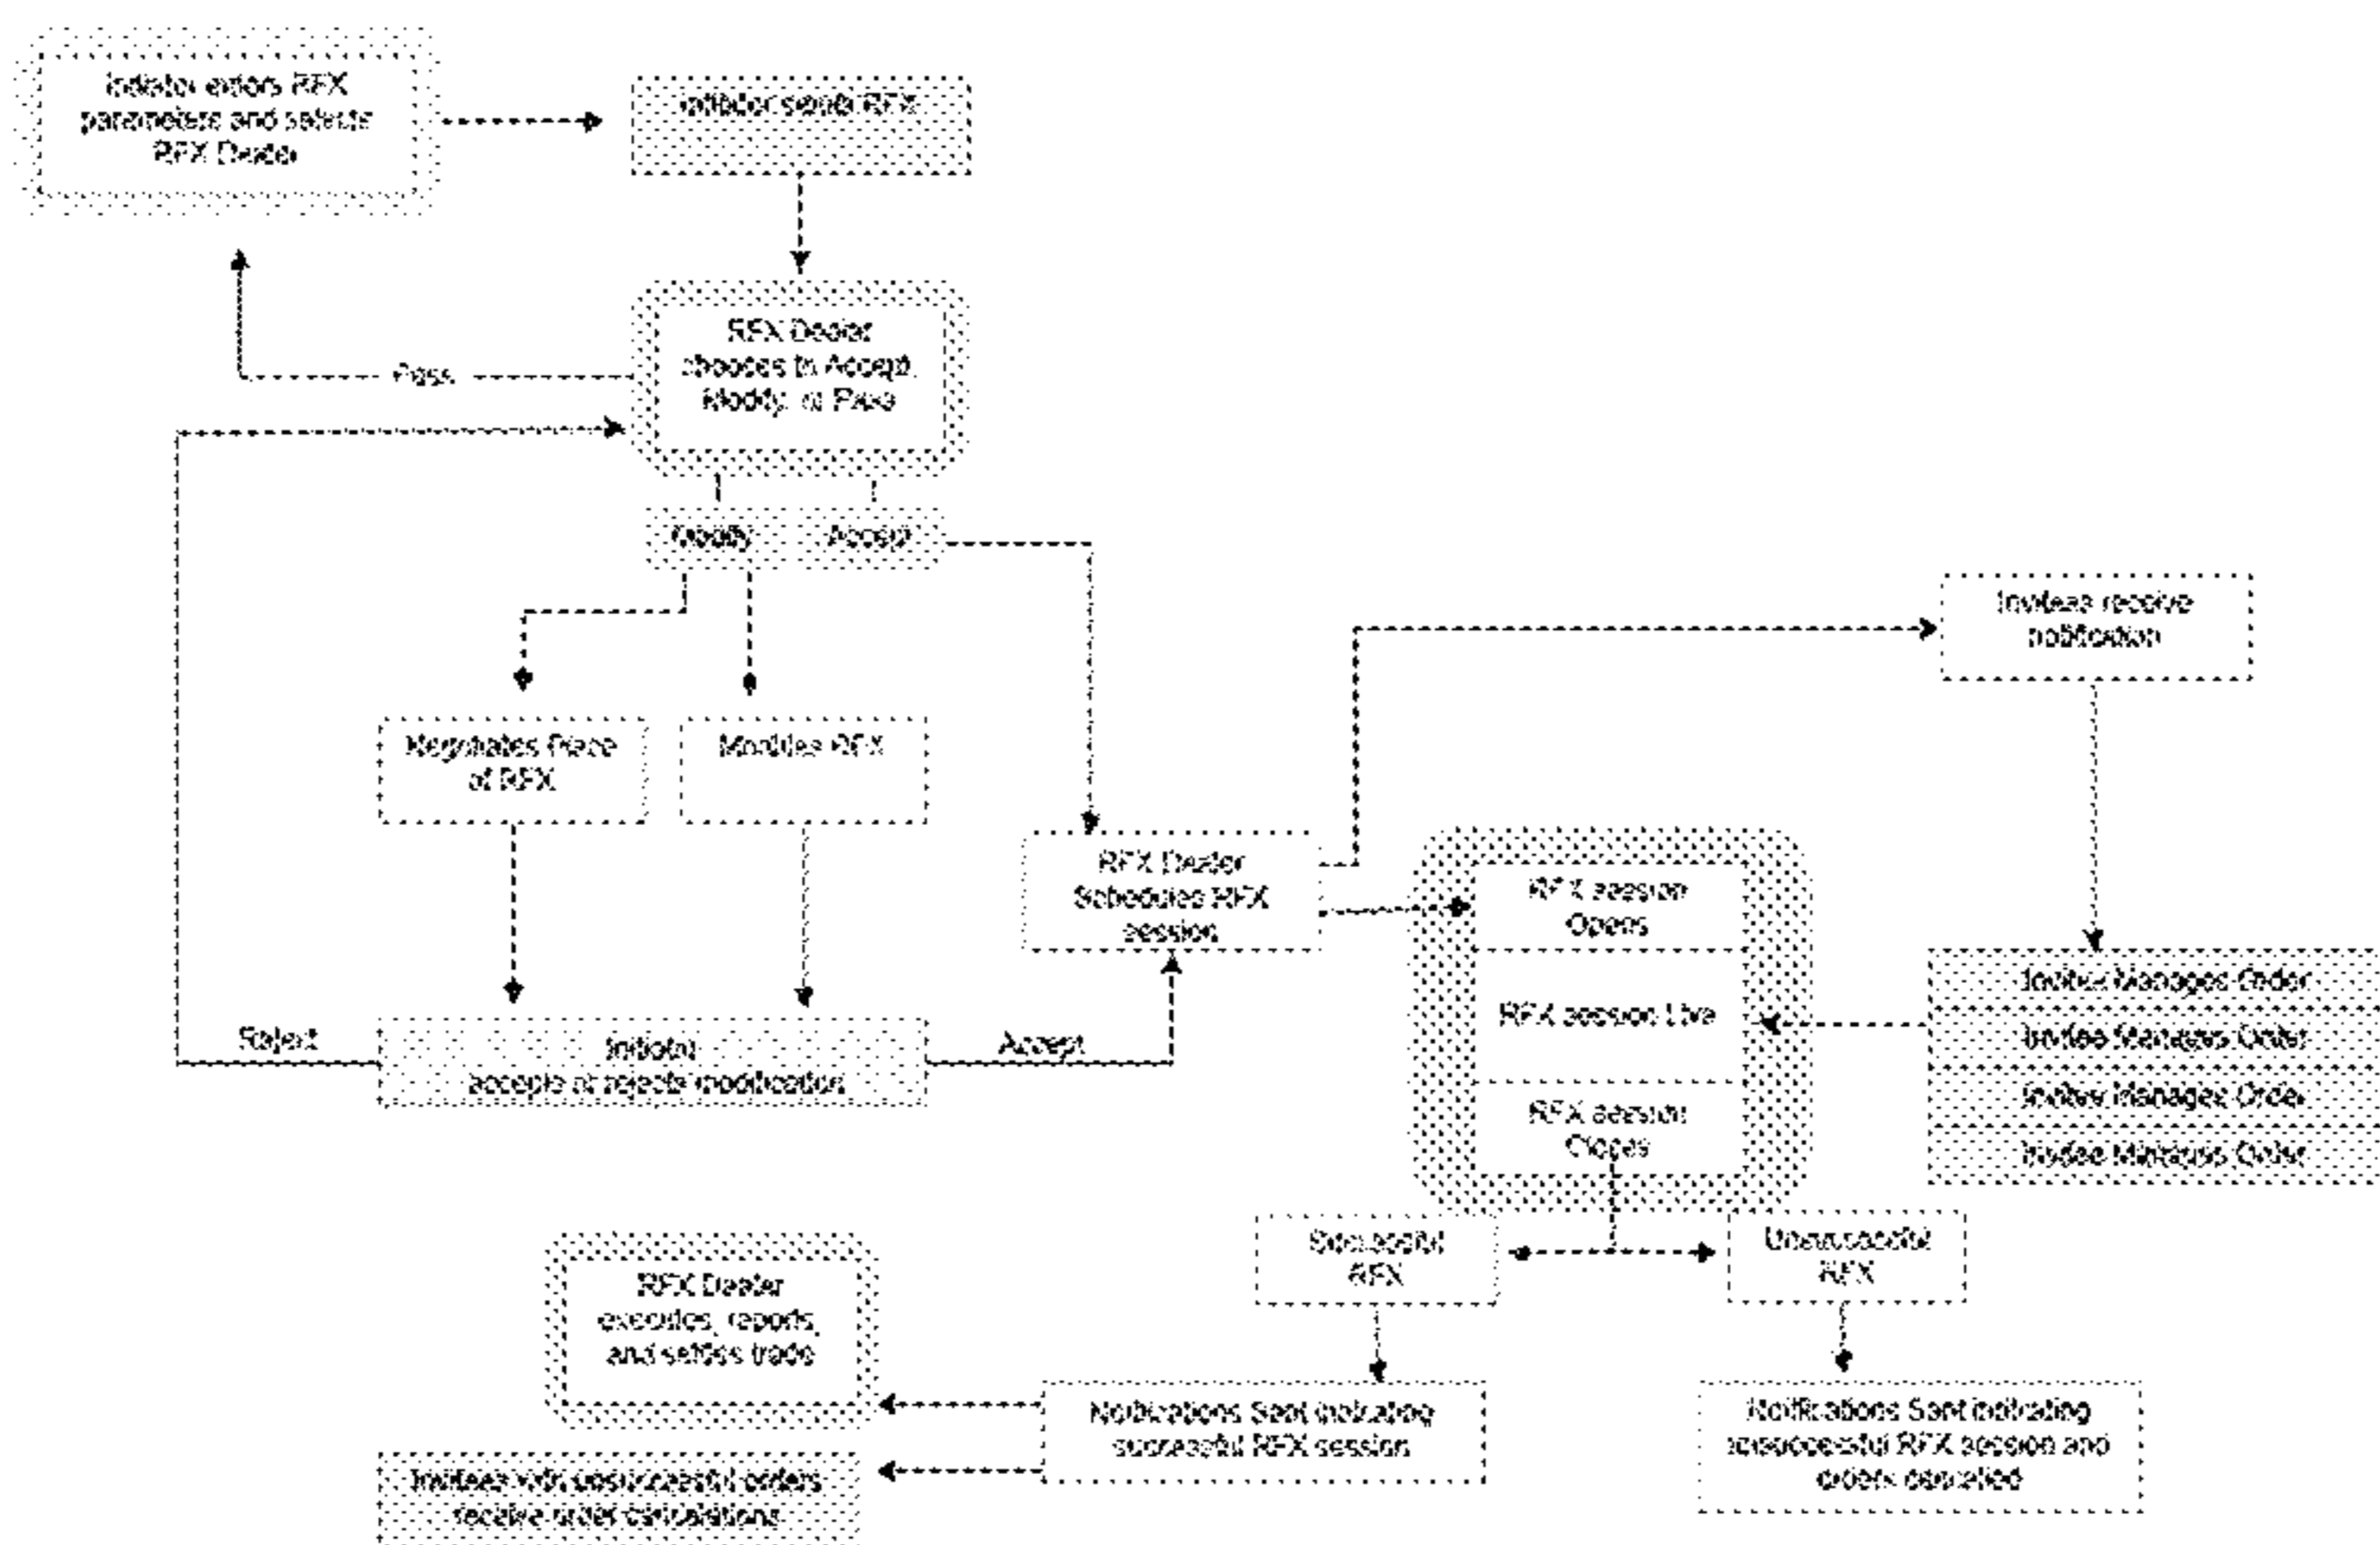 Initiator enters RFX
parameters and selects
RFX Dealer
Initiator sends RFX
RFX Dealer
chooses to Accept,
Modify, or Pass
Pass
Modify
Accept
Invitees receive
notification
Negotiates Piece
of RFX
Modifies RFX
RFX Dealer
Schedules RFX
session
RFX session
Opens
RFX session Live
RFX session
Closes
Invitee Manages Order
Invitee Manages Order
Invitee Manages Order
Invitee Manages Order
Reject
Initiator
accepts or rejects modification
Accept
Successful
RFX
Unsuccessful
RFX
RFX Dealer
executes, reports,
and settles trade
Notifications Sent indicating
successful RFX session
Notifications Sent indicating
unsuccessful RFX session and
orders cancelled
Invitees with unsuccessful orders
receive order cancellations